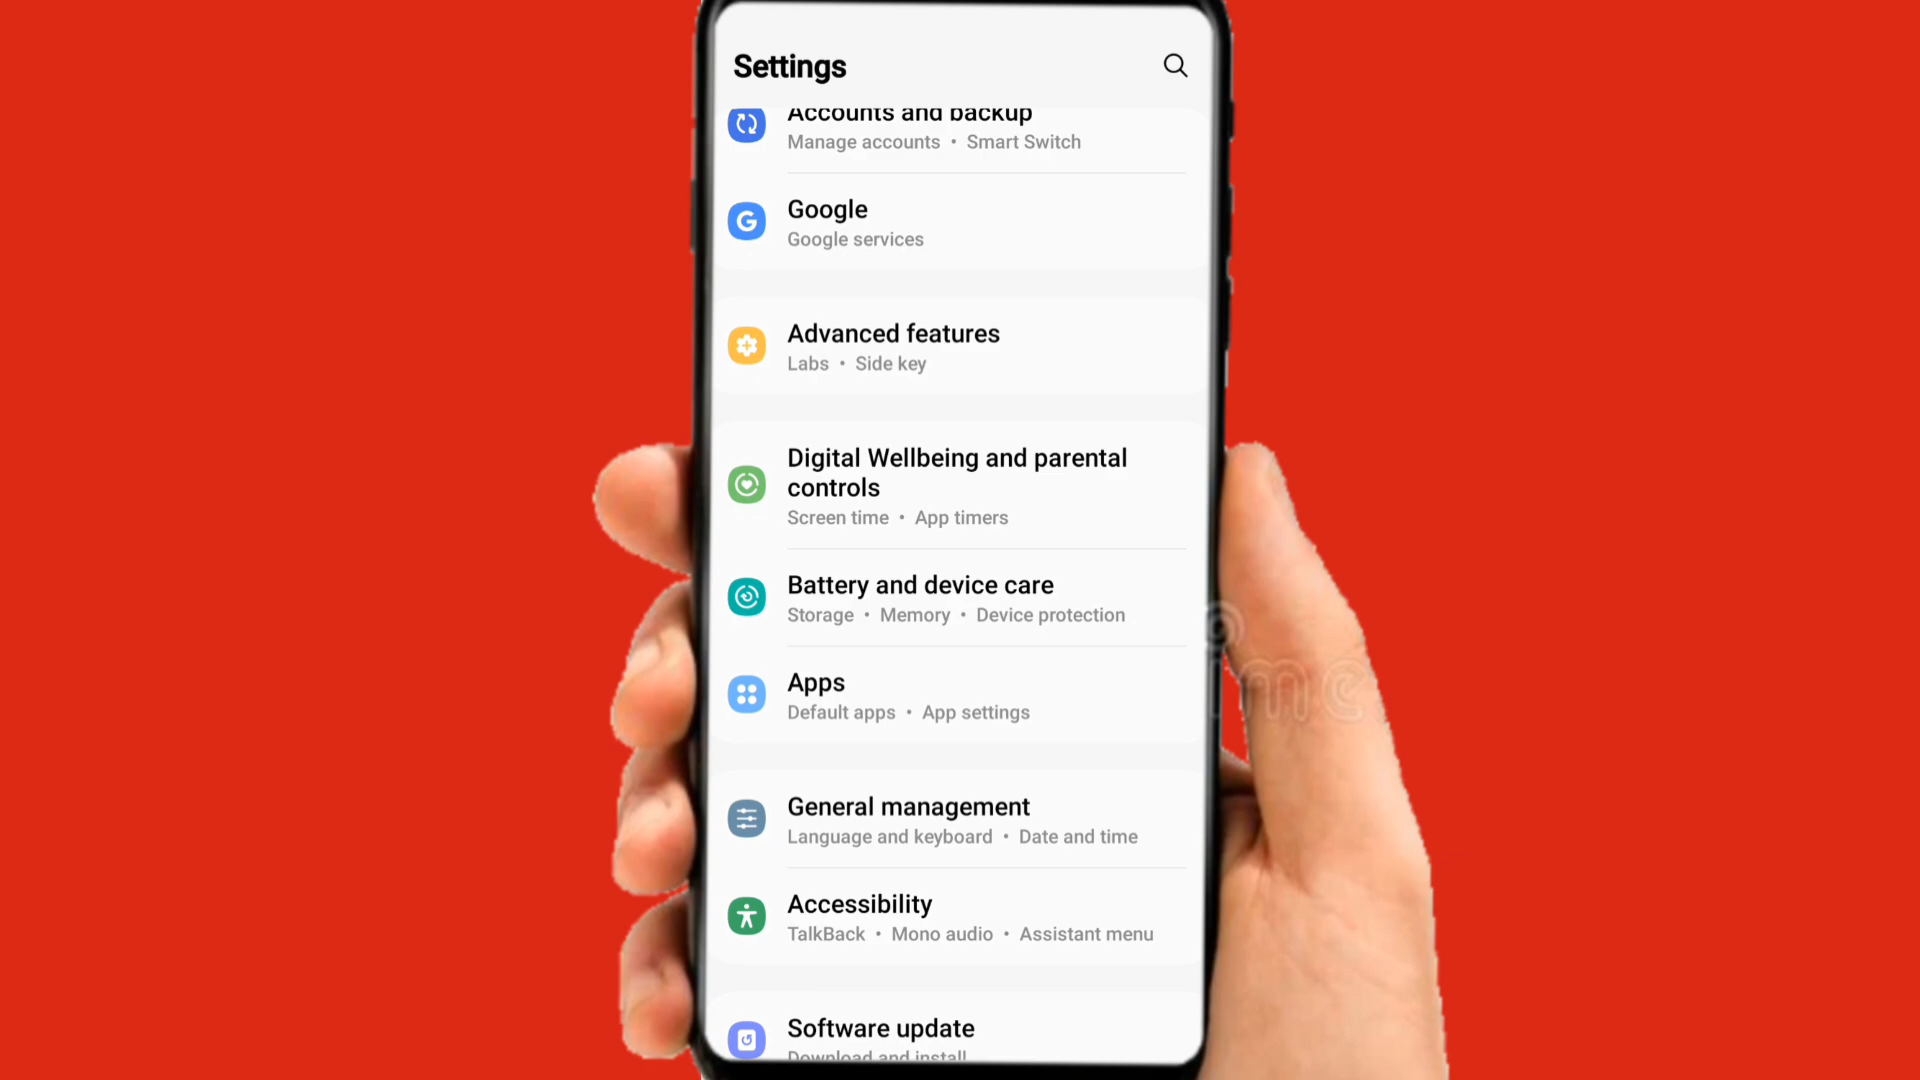 Settings
Accounts and backup
Manage accounts • Smart Switch
Google
Google services
Advanced features
Labs • Side key
Digital Wellbeing and parental
controls
Screen time • App timers
Battery and device care
Storage • Memory • Device protection
Apps
Default apps • App settings
General management
Language and keyboard • Date and time
Accessibility
TalkBack • Mono audio • Assistant menu
Software update
Download and install